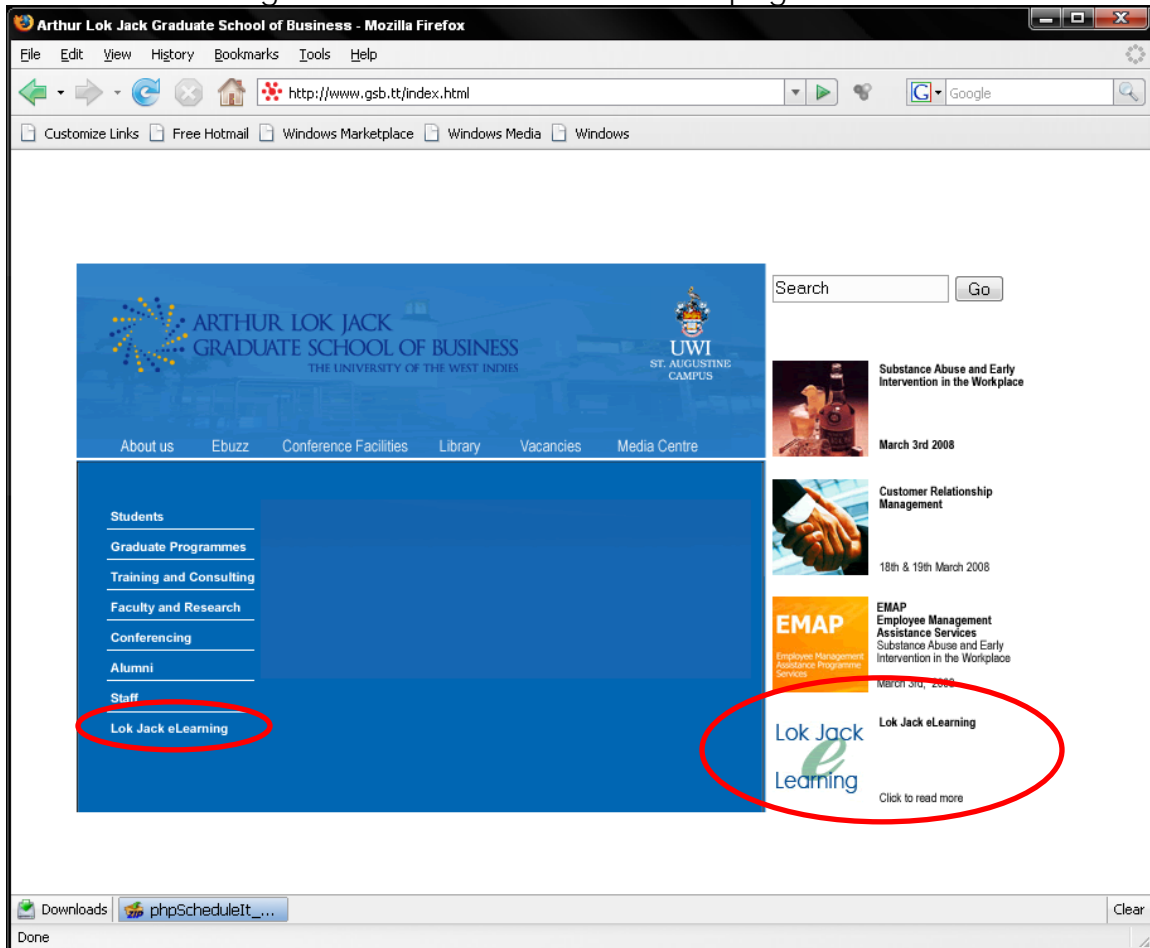 Arthur Lok Jack Graduate School of Business - Mozilla Firefox
File Edit View History Bookmarks Tools Help
http://www.gsb.tt/index.html
G Google
Customize Links Free Hotmail Windows Marketplace Windows Media Windows
Search Go
ARTHUR LOK JACK
GRADUATE SCHOOL OF BUSINESS
THE UNIVERSITY OF THE WEST INDIES
UWI
ST. AUGUSTINE
CAMPUS
About us Ebuzz Conference Facilities Library Vacancies Media Centre
Students
Graduate Programmes
Training and Consulting
Faculty and Research
Conferencing
Alumni
Staff
Lok Jack eLearning
Substance Abuse and Early
Intervention in the Workplace
March 3rd 2008
Customer Relationship
Management
18th & 19th March 2008
EMAP
Employee Management
Assistance Programme
Services
EMAP
Employee Management
Assistance Services
Substance Abuse and Early
Intervention in the Workplace
March 3rd, 2008
Lok Jack
e
Learning
Lok Jack eLearning
Click to read more
Downloads phpScheduleIt_... Clear
Done